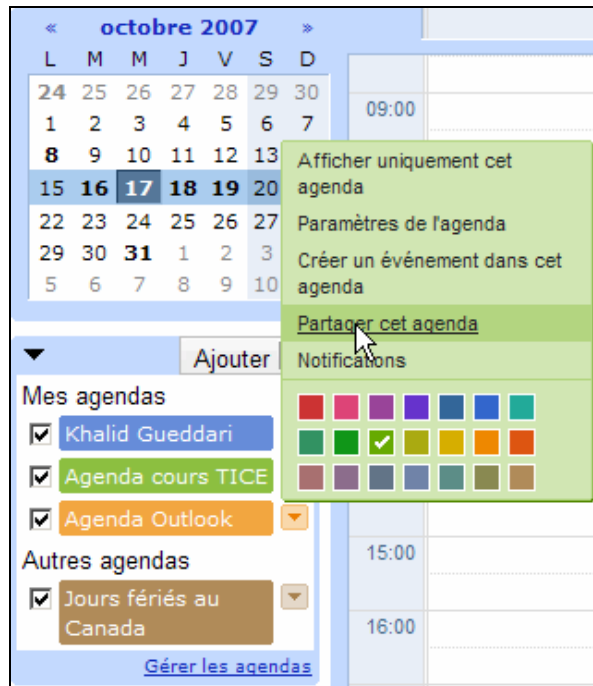 « octobre 2007 »
L M M J V S D
24 25 26 27 28 29 30
1 2 3 4 5 6 7
8 9 10 11 12 13
15 16 17 18 19 20
22 23 24 25 26 27
29 30 31 1 2 3
5 6 7 8 9 10
09:00
Afficher uniquement cet
agenda
Paramètres de l'agenda
Créer un événement dans cet
agenda
Partager cet agenda
Notifications
Ajouter
Mes agendas
Khalid Gueddari
Agenda cours TICE
Agenda Outlook
Autres agendas
Jours fériés au
Canada
Gérer les agendas
15:00
16:00